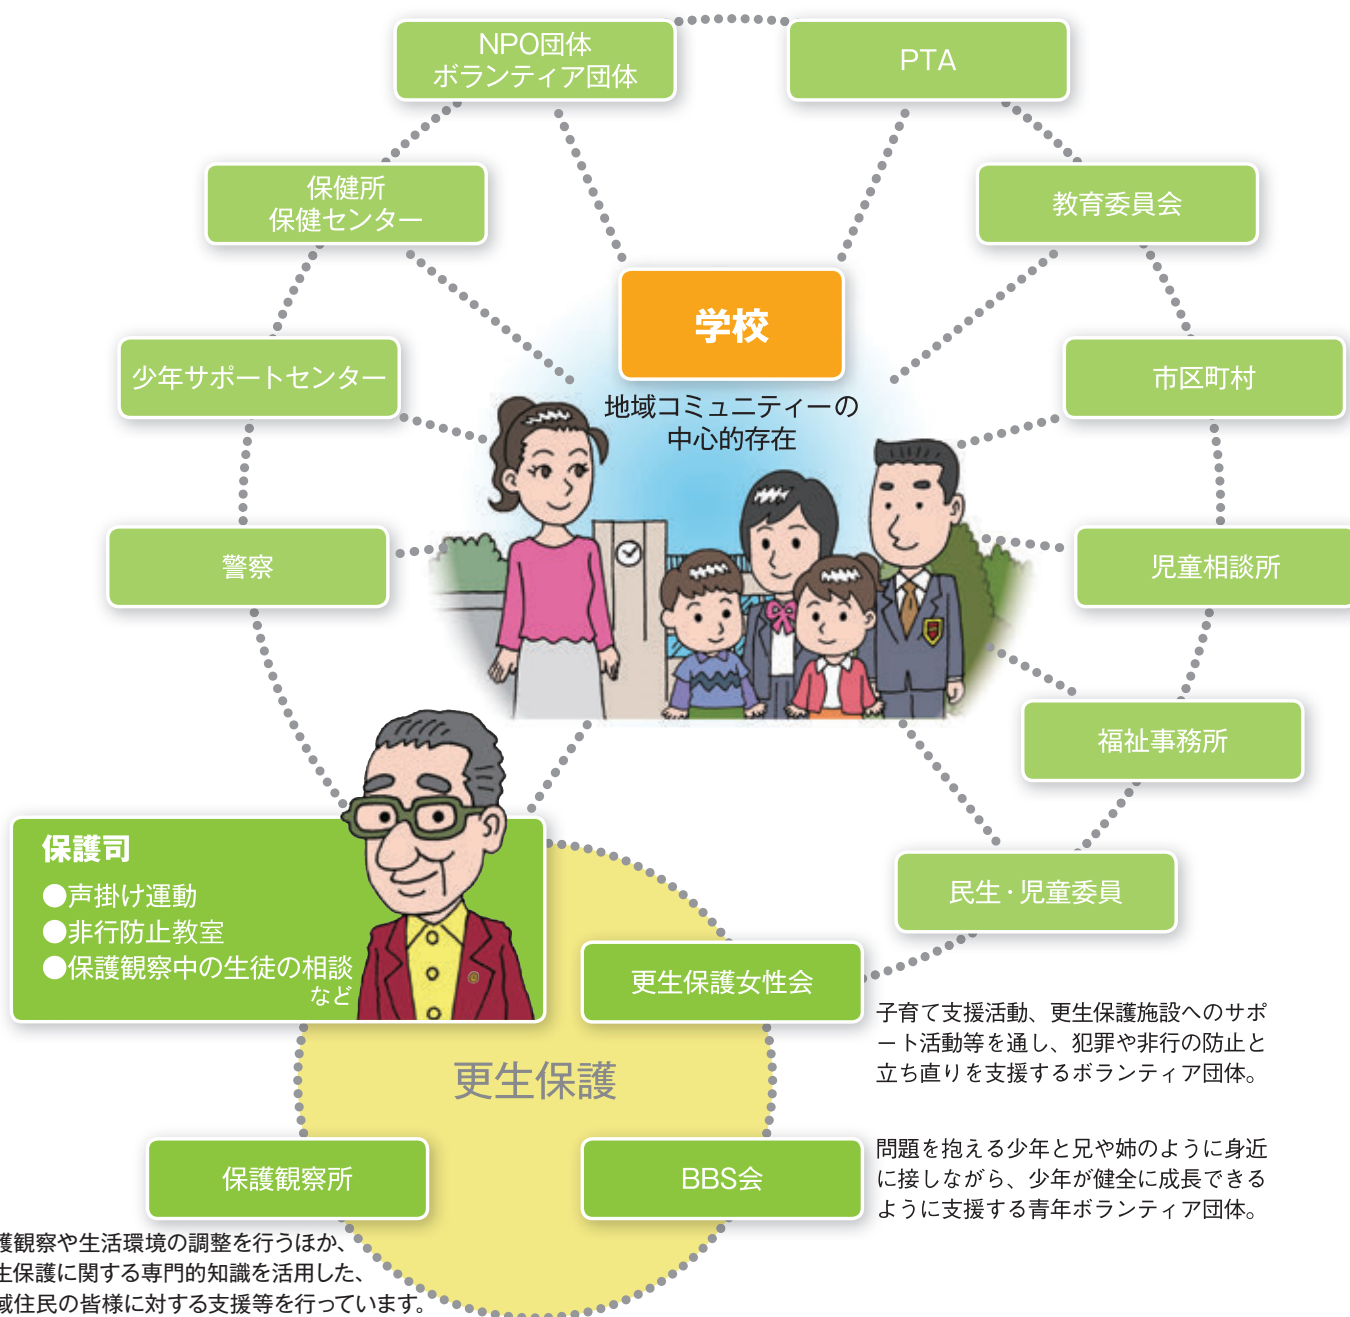 NPO団体
ボランティア団体
PTA
保健所
保健センター
教育委員会
学校
地域コミュニティーの
中心的存在
少年サポートセンター
市区町村
警察
児童相談所
福祉事務所
保護司
●声掛け運動
●非行防止教室
●保護観察中の生徒の相談
など
民生・児童委員
更生保護女性会
子育て支援活動、更生保護施設へのサポ
ート活動等を通し、犯罪や非行の防止と
立ち直りを支援するボランティア団体。
更生保護
保護観察所
BBS会
問題を抱える少年と兄や姉のように身近
に接しながら、少年が健全に成長できる
ように支援する青年ボランティア団体。
護観察や生活環境の調整を行うほか、
生保護に関する専門的知識を活用した、
域住民の皆様に対する支援等を行っています。